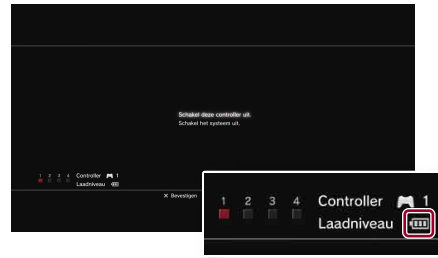 Schakel deze controller uit.
Schakel het systeem uit.
1 2 3 4 Controller 1
Laadniveau
X Bevestigen
1 2 3 4 Controller 1
Laadniveau